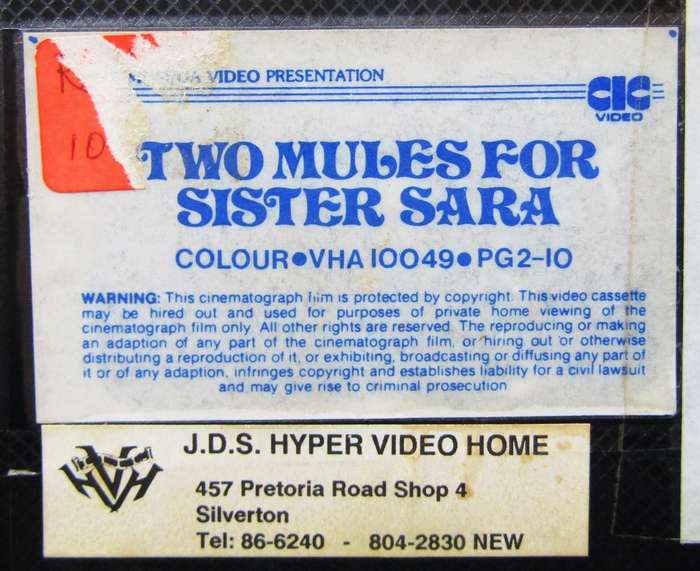 K
10
VIDEO PRESENTATION
CIC
VIDEO
TWO MULES FOR
SISTER SARA
COLOUR•VHA 10049•PG2-10
WARNING: This cinematograph film is protected by copyright. This video cassette
may be hired out and used for purposes of private home viewing of the
cinematograph film only. All other rights are reserved. The reproducing or making
an adaption of any part of the cinematograph film, or hiring out or otherwise
distributing a reproduction of it, or exhibiting, broadcasting or diffusing any part of
it or of any adaption, infringes copyright and establishes liability for a civil lawsuit
and may give rise to criminal prosecution
HVH
J.D.S. HYPER VIDEO HOME
457 Pretoria Road Shop 4
Silverton
Tel: 86-6240 - 804-2830 NEW